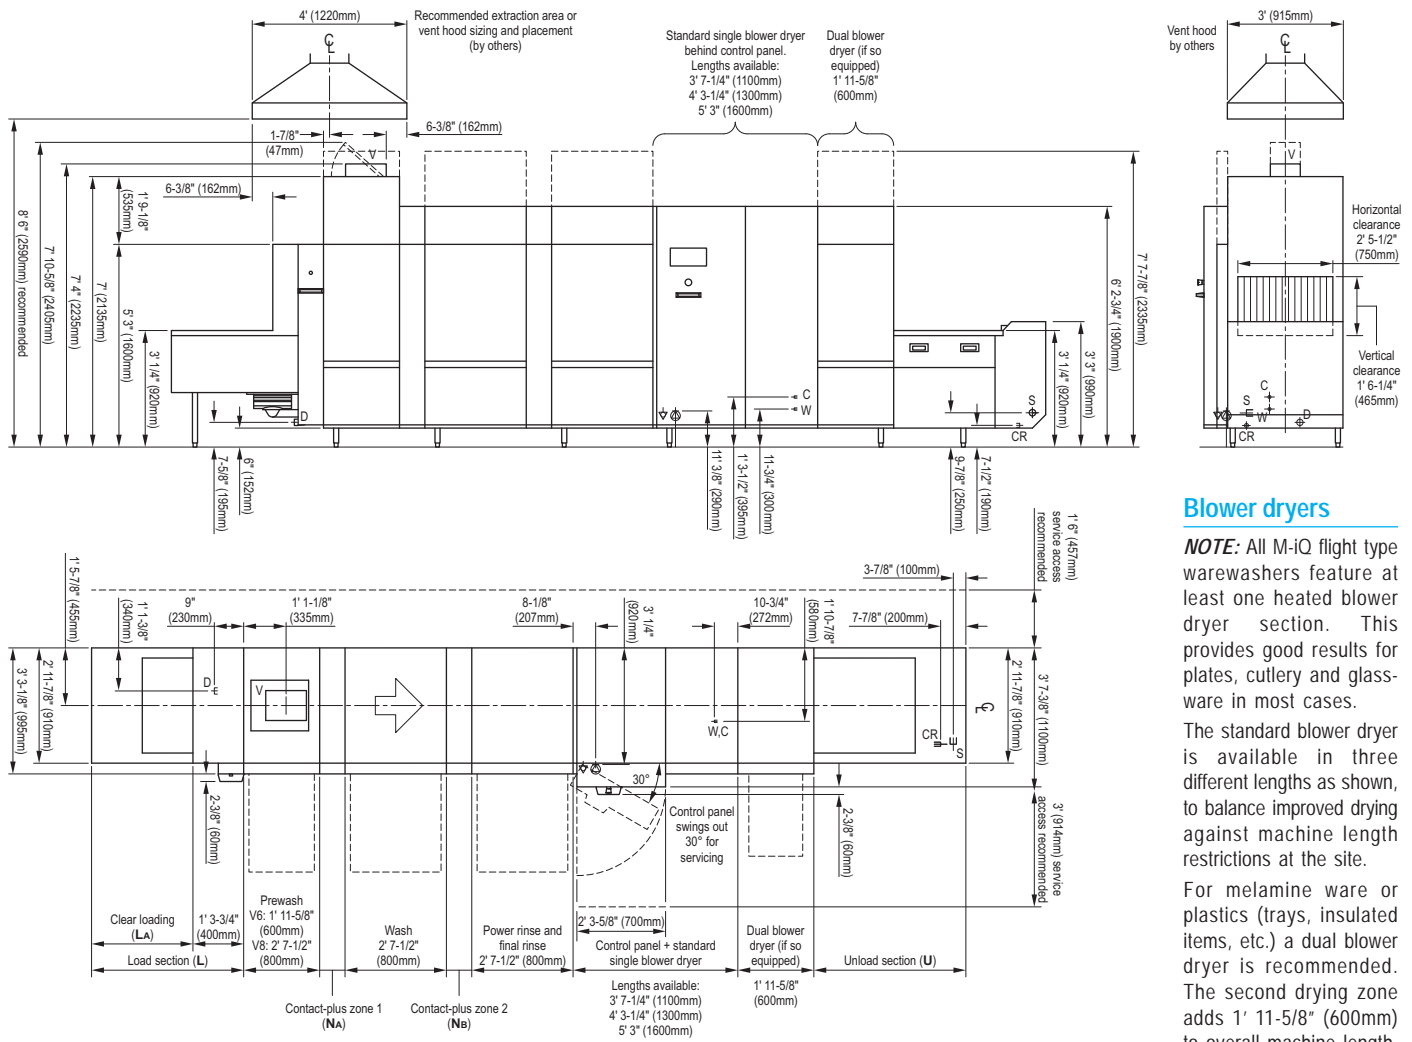 4' (1220mm)
Recommended extraction area or
vent hood sizing and placement
(by others)
Standard single blower dryer
behind control panel.
Lengths available:
3' 7-1/4" (1100mm)
4' 3-1/4" (1300mm)
5' 3" (1600mm)
Dual blower
dryer (if so
equipped)
1' 11-5/8"
(600mm)
Vent hood
by others
3' (915mm)
℄
℄
1-7/8"
(47mm)
6-3/8" (162mm)
6-3/8" (162mm)
V
V
8' 6" (2590mm) recommended
7' 10-5/8" (2405mm)
7' 4" (2235mm)
7' (2135mm)
1' 9-1/8"
(535mm)
5' 3" (1600mm)
3' 1/4" (920mm)
D
7-5/8" (195mm)
6" (152mm)
C
W
11' 3/8" (290mm)
1' 3-1/2" (395mm)
11-3/4" (300mm)
S
CR
9-7/8" (250mm)
7-1/2" (190mm)
3' 1/4" (920mm)
3' 3" (990mm)
6' 2-3/4" (1900mm)
7' 7-7/8" (2335mm)
Horizontal
clearance
2' 5-1/2"
(750mm)
Vertical
clearance
1' 6-1/4"
(465mm)
C
S
W
D
CR
1' 6" (457mm)
service access
recommended
1' 5-7/8" (455mm)
1' 1-3/8"
(340mm)
9"
(230mm)
1' 1-1/8"
(335mm)
8-1/8"
(207mm)
3' 1/4"
(920mm)
10-3/4"
(272mm)
1' 10-7/8"
(580mm)
3-7/8" (100mm)
7-7/8" (200mm)
3' 3-1/8" (995mm)
2' 11-7/8" (910mm)
D
V
W,C
CR
S
℄
2' 11-7/8" (910mm)
3' 7-3/8" (1100mm)
2-3/8" (60mm)
30°
Control panel
swings out
30° for
servicing
2-3/8" (60mm)
3' (914mm) service
access recommended
Clear loading
(LA)
1' 3-3/4"
(400mm)
Load section (L)
Prewash
V6: 1' 11-5/8"
(600mm)
V8: 2' 7-1/2"
(800mm)
Wash
2' 7-1/2"
(800mm)
Power rinse and
final rinse
2' 7-1/2" (800mm)
2' 3-5/8" (700mm)
Control panel + standard
single blower dryer
Lengths available:
3' 7-1/4" (1100mm)
4' 3-1/4" (1300mm)
5' 3" (1600mm)
Dual blower
dryer (if so
equipped)
1' 11-5/8"
(600mm)
Unload section (U)
Contact-plus zone 1
(NA)
Contact-plus zone 2
(NB)
Blower dryers
NOTE: All M-iQ flight type
warewashers feature at
least one heated blower
dryer section. This
provides good results for
plates, cutlery and glass-
ware in most cases.
The standard blower dryer
is available in three
different lengths as shown,
to balance improved drying
against machine length
restrictions at the site.
For melamine ware or
plastics (trays, insulated
items, etc.) a dual blower
dryer is recommended.
The second drying zone
adds 1' 11-5/8" (600mm)
to overall machine length.